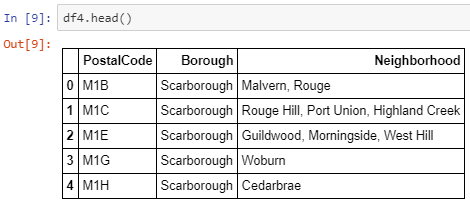 In [9]: df4.head()
Out[9]:
PostalCode Borough Neighborhood
0 M1B Scarborough Malvern, Rouge
1 M1C Scarborough Rouge Hill, Port Union, Highland Creek
2 M1E Scarborough Guildwood, Morningside, West Hill
3 M1G Scarborough Woburn
4 M1H Scarborough Cedarbrae